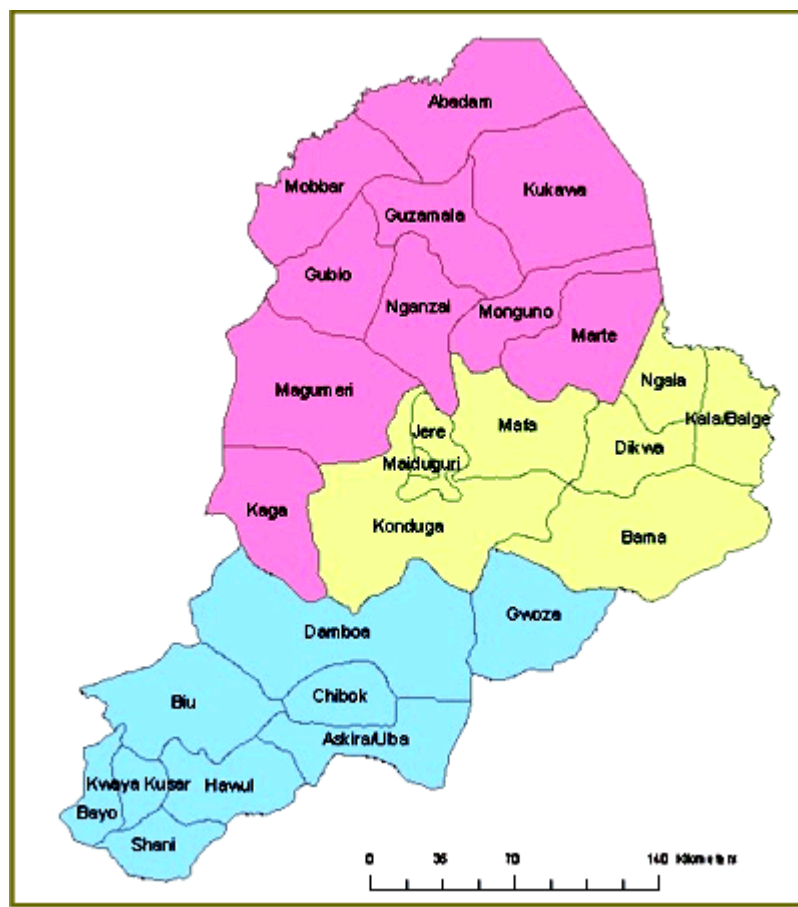 Abadam
Mobbar
Kukawa
Guzamala
Gubio
Nganzai
Monguno
Marte
Ngala
Magumeri
Kala/Balge
Jere
Mafa
Dikwa
Maiduguri
Kaga
Konduga
Bama
Gwoza
Damboa
Chibok
Biu
Askira/Uba
Kwaya Kusar
Hawul
Bayo
Shani
0 35 70 140 Kilometers